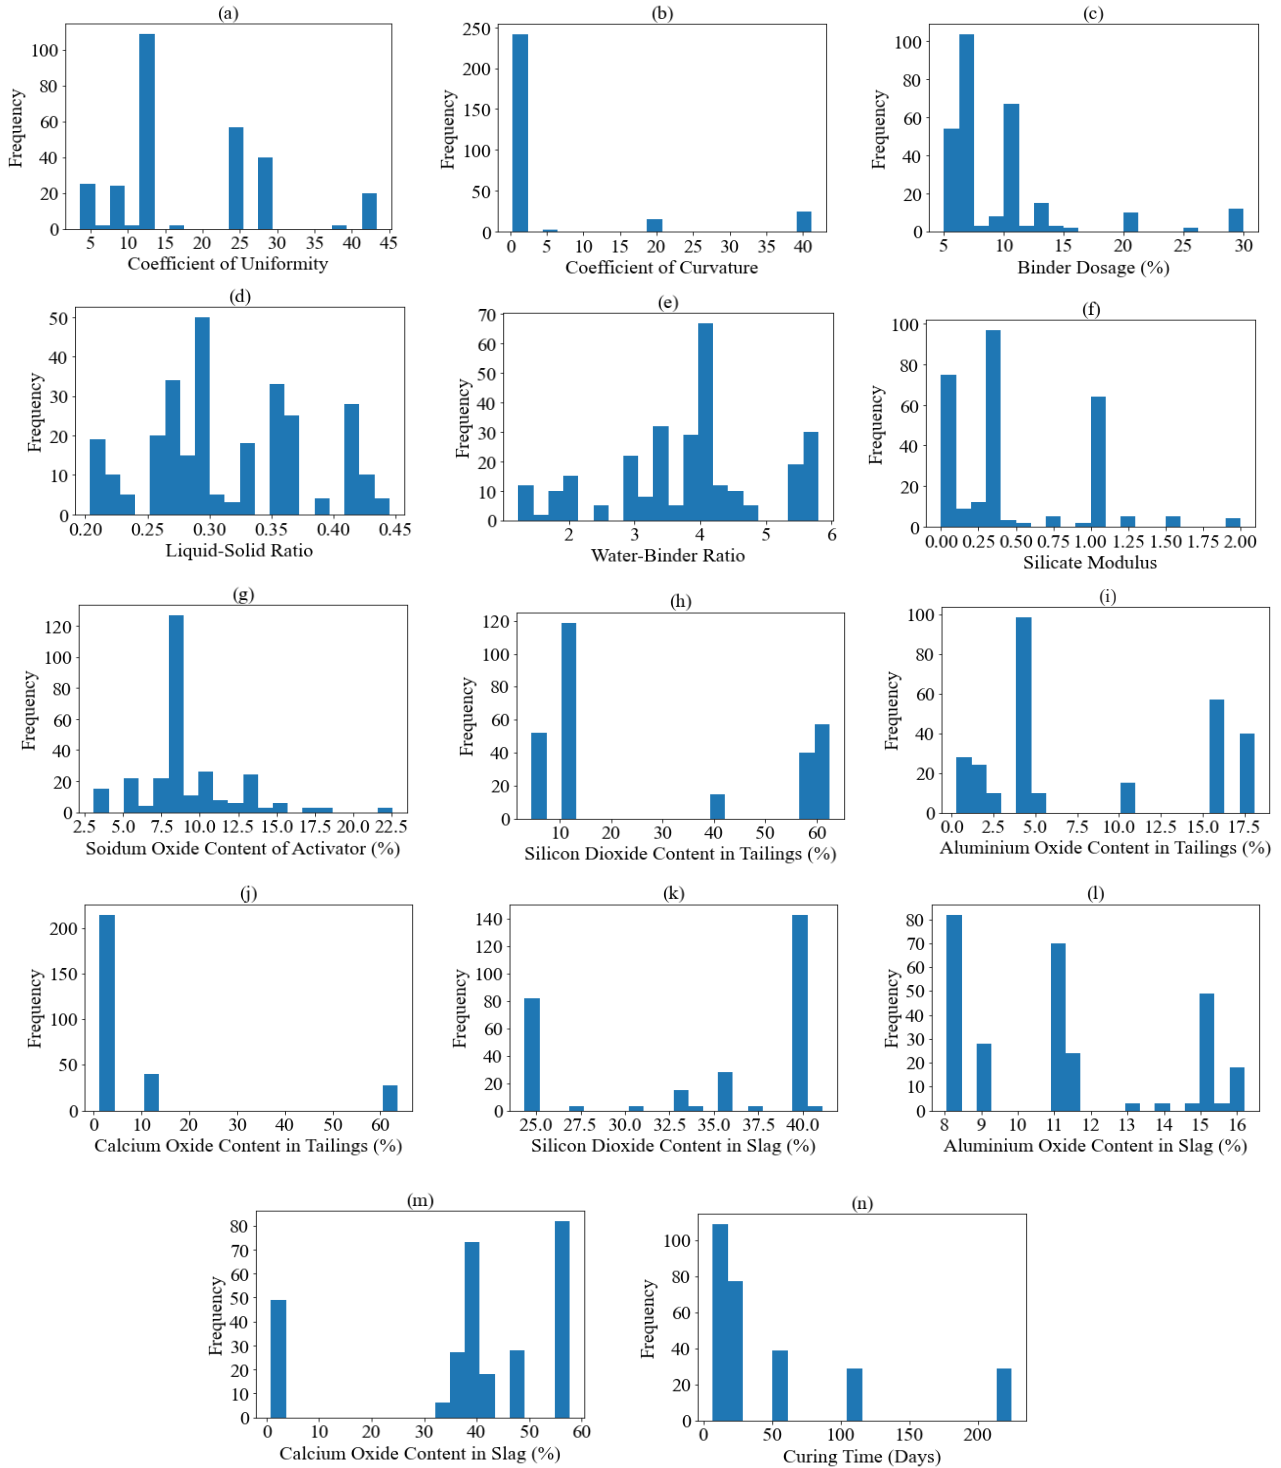 (a)
100
80
60
40
20
0
Frequency
5 10 15 20 25 30 35 40 45
Coefficient of Uniformity
(b)
250
200
150
100
50
0
Frequency
0 5 10 15 20 25 30 35 40
Coefficient of Curvature
(c)
100
80
60
40
20
0
Frequency
5 10 15 20 25 30
Binder Dosage (%)
(d)
50
40
30
20
10
0
Frequency
0.20 0.25 0.30 0.35 0.40 0.45
Liquid-Solid Ratio
(e)
70
60
50
40
30
20
10
0
Frequency
2 3 4 5 6
Water-Binder Ratio
(f)
100
80
60
40
20
0
Frequency
0.00 0.25 0.50 0.75 1.00 1.25 1.50 1.75 2.00
Silicate Modulus
(g)
120
100
80
60
40
20
0
Frequency
2.5 5.0 7.5 10.0 12.5 15.0 17.5 20.0 22.5
Soidum Oxide Content of Activator (%)
(h)
120
100
80
60
40
20
0
Frequency
10 20 30 40 50 60
Silicon Dioxide Content in Tailings (%)
(i)
100
80
60
40
20
0
Frequency
0.0 2.5 5.0 7.5 10.0 12.5 15.0 17.5
Aluminium Oxide Content in Tailings (%)
(j)
200
150
100
50
0
Frequency
0 10 20 30 40 50 60
Calcium Oxide Content in Tailings (%)
(k)
140
120
100
80
60
40
20
0
Frequency
25.0 27.5 30.0 32.5 35.0 37.5 40.0
Silicon Dioxide Content in Slag (%)
(l)
80
70
60
50
40
30
20
10
0
Frequency
8 9 10 11 12 13 14 15 16
Aluminium Oxide Content in Slag (%)
(m)
80
70
60
50
40
30
20
10
0
Frequency
0 10 20 30 40 50 60
Calcium Oxide Content in Slag (%)
(n)
100
80
60
40
20
0
Frequency
0 50 100 150 200
Curing Time (Days)